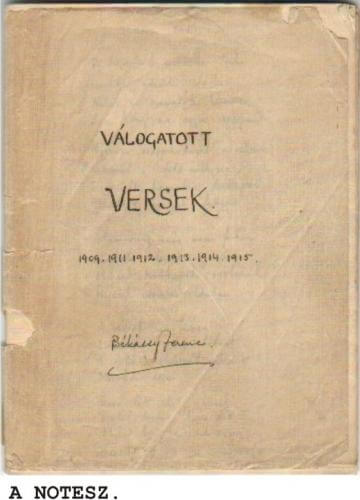 VÁLOGATOTT
VERSEK.
1909. 1911. 1912. 1913. 1914. 1915.
Békássy Ferenc.
A NOTESZ.